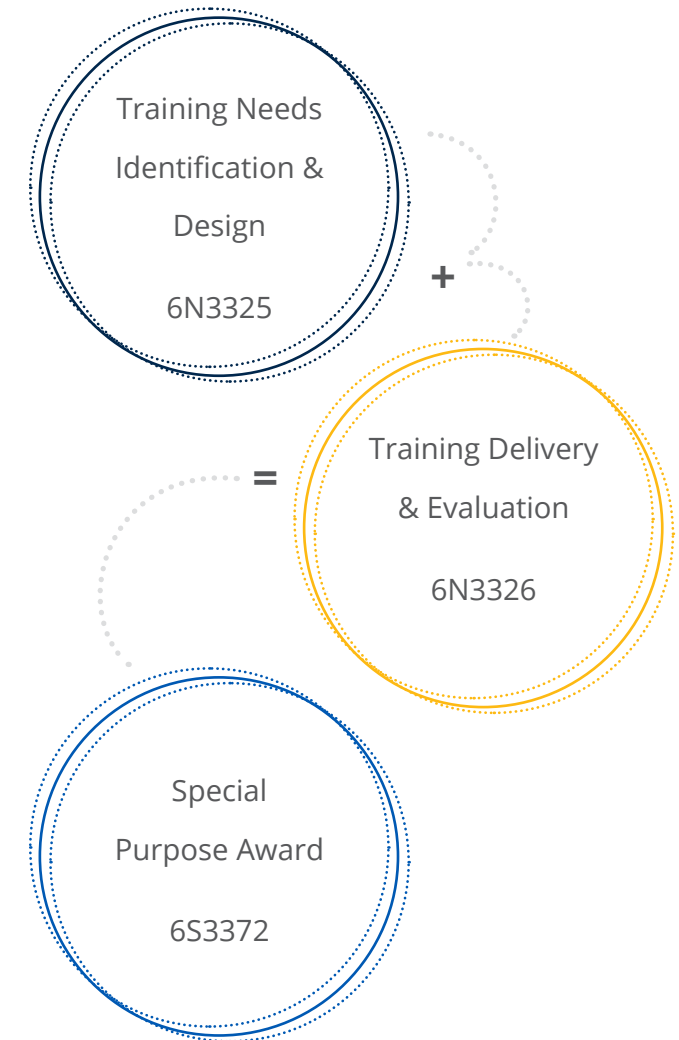 Training Needs
Identification &
Design
6N3325
+
Training Delivery
& Evaluation
6N3326
=
Special
Purpose Award
6S3372